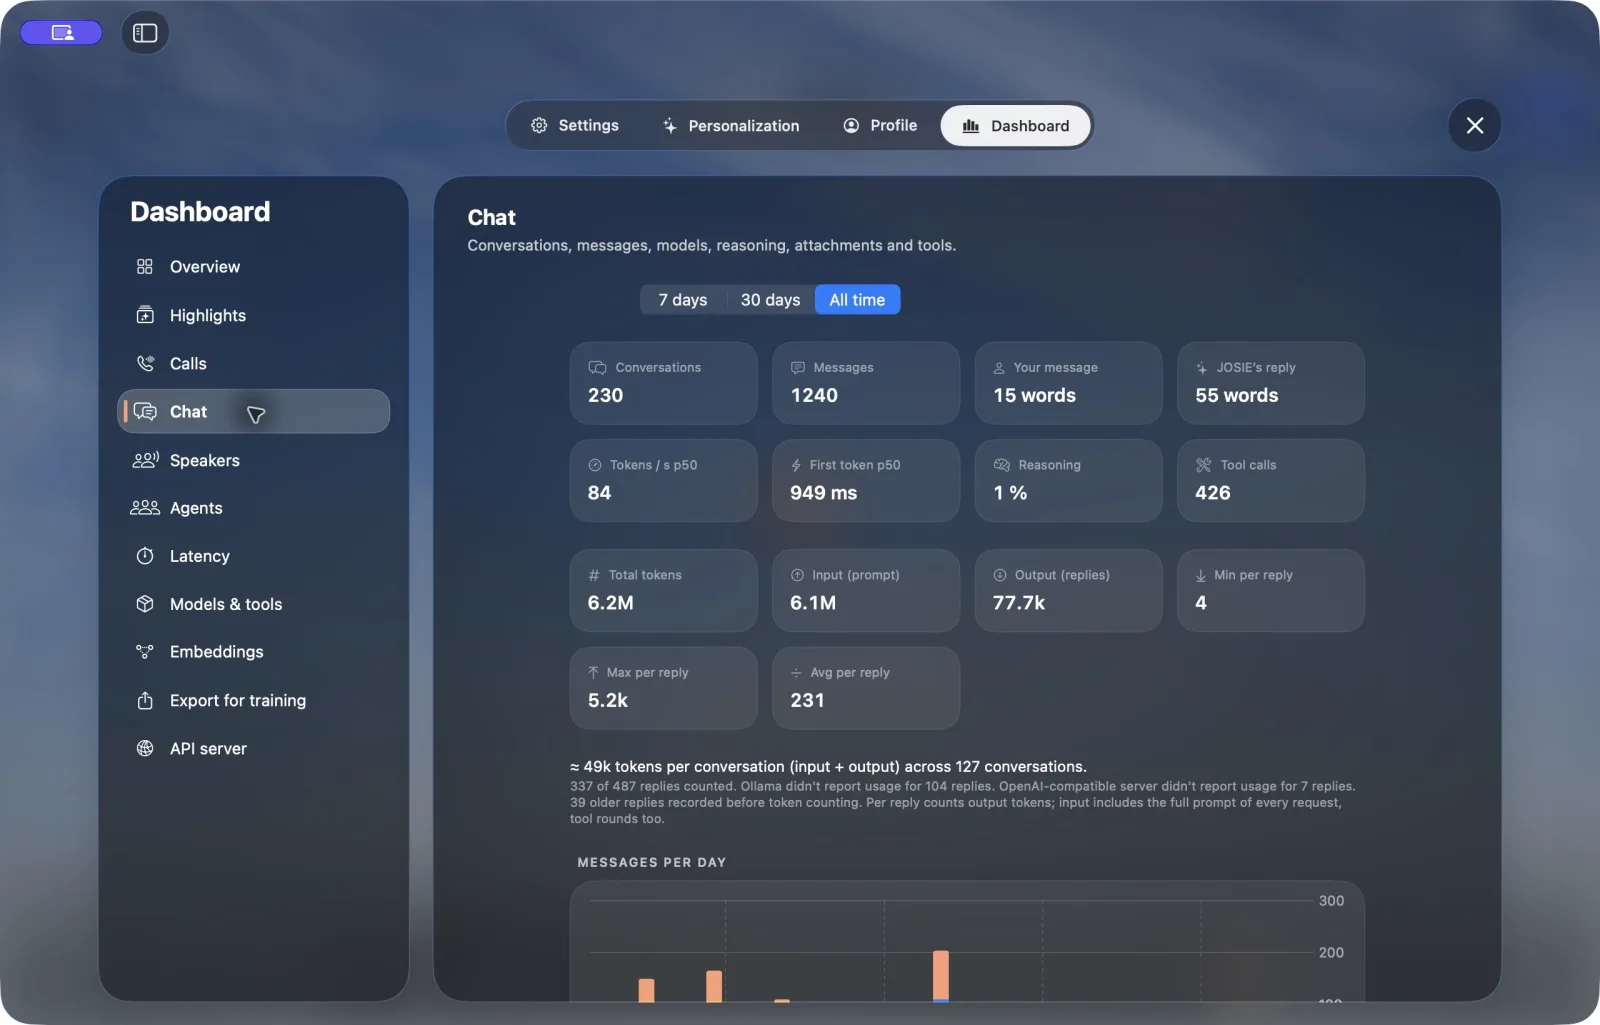 Settings
Personalization
Profile
Dashboard
Dashboard
Overview
Highlights
Calls
Chat
Speakers
Agents
Latency
Models & tools
Embeddings
Export for training
API server
Chat
Conversations, messages, models, reasoning, attachments and tools.
7 days
30 days
All time
Conversations
230
Messages
1240
Your message
15 words
JOSIE's reply
55 words
Tokens / s p50
84
First token p50
949 ms
Reasoning
1 %
Tool calls
426
Total tokens
6.2M
Input (prompt)
6.1M
Output (replies)
77.7k
Min per reply
4
Max per reply
5.2k
Avg per reply
231
≈ 49k tokens per conversation (input + output) across 127 conversations.
337 of 487 replies counted. Ollama didn't report usage for 104 replies. OpenAI-compatible server didn't report usage for 7 replies.
39 older replies recorded before token counting. Per reply counts output tokens; input includes the full prompt of every request,
tool rounds too.
MESSAGES PER DAY
300
200